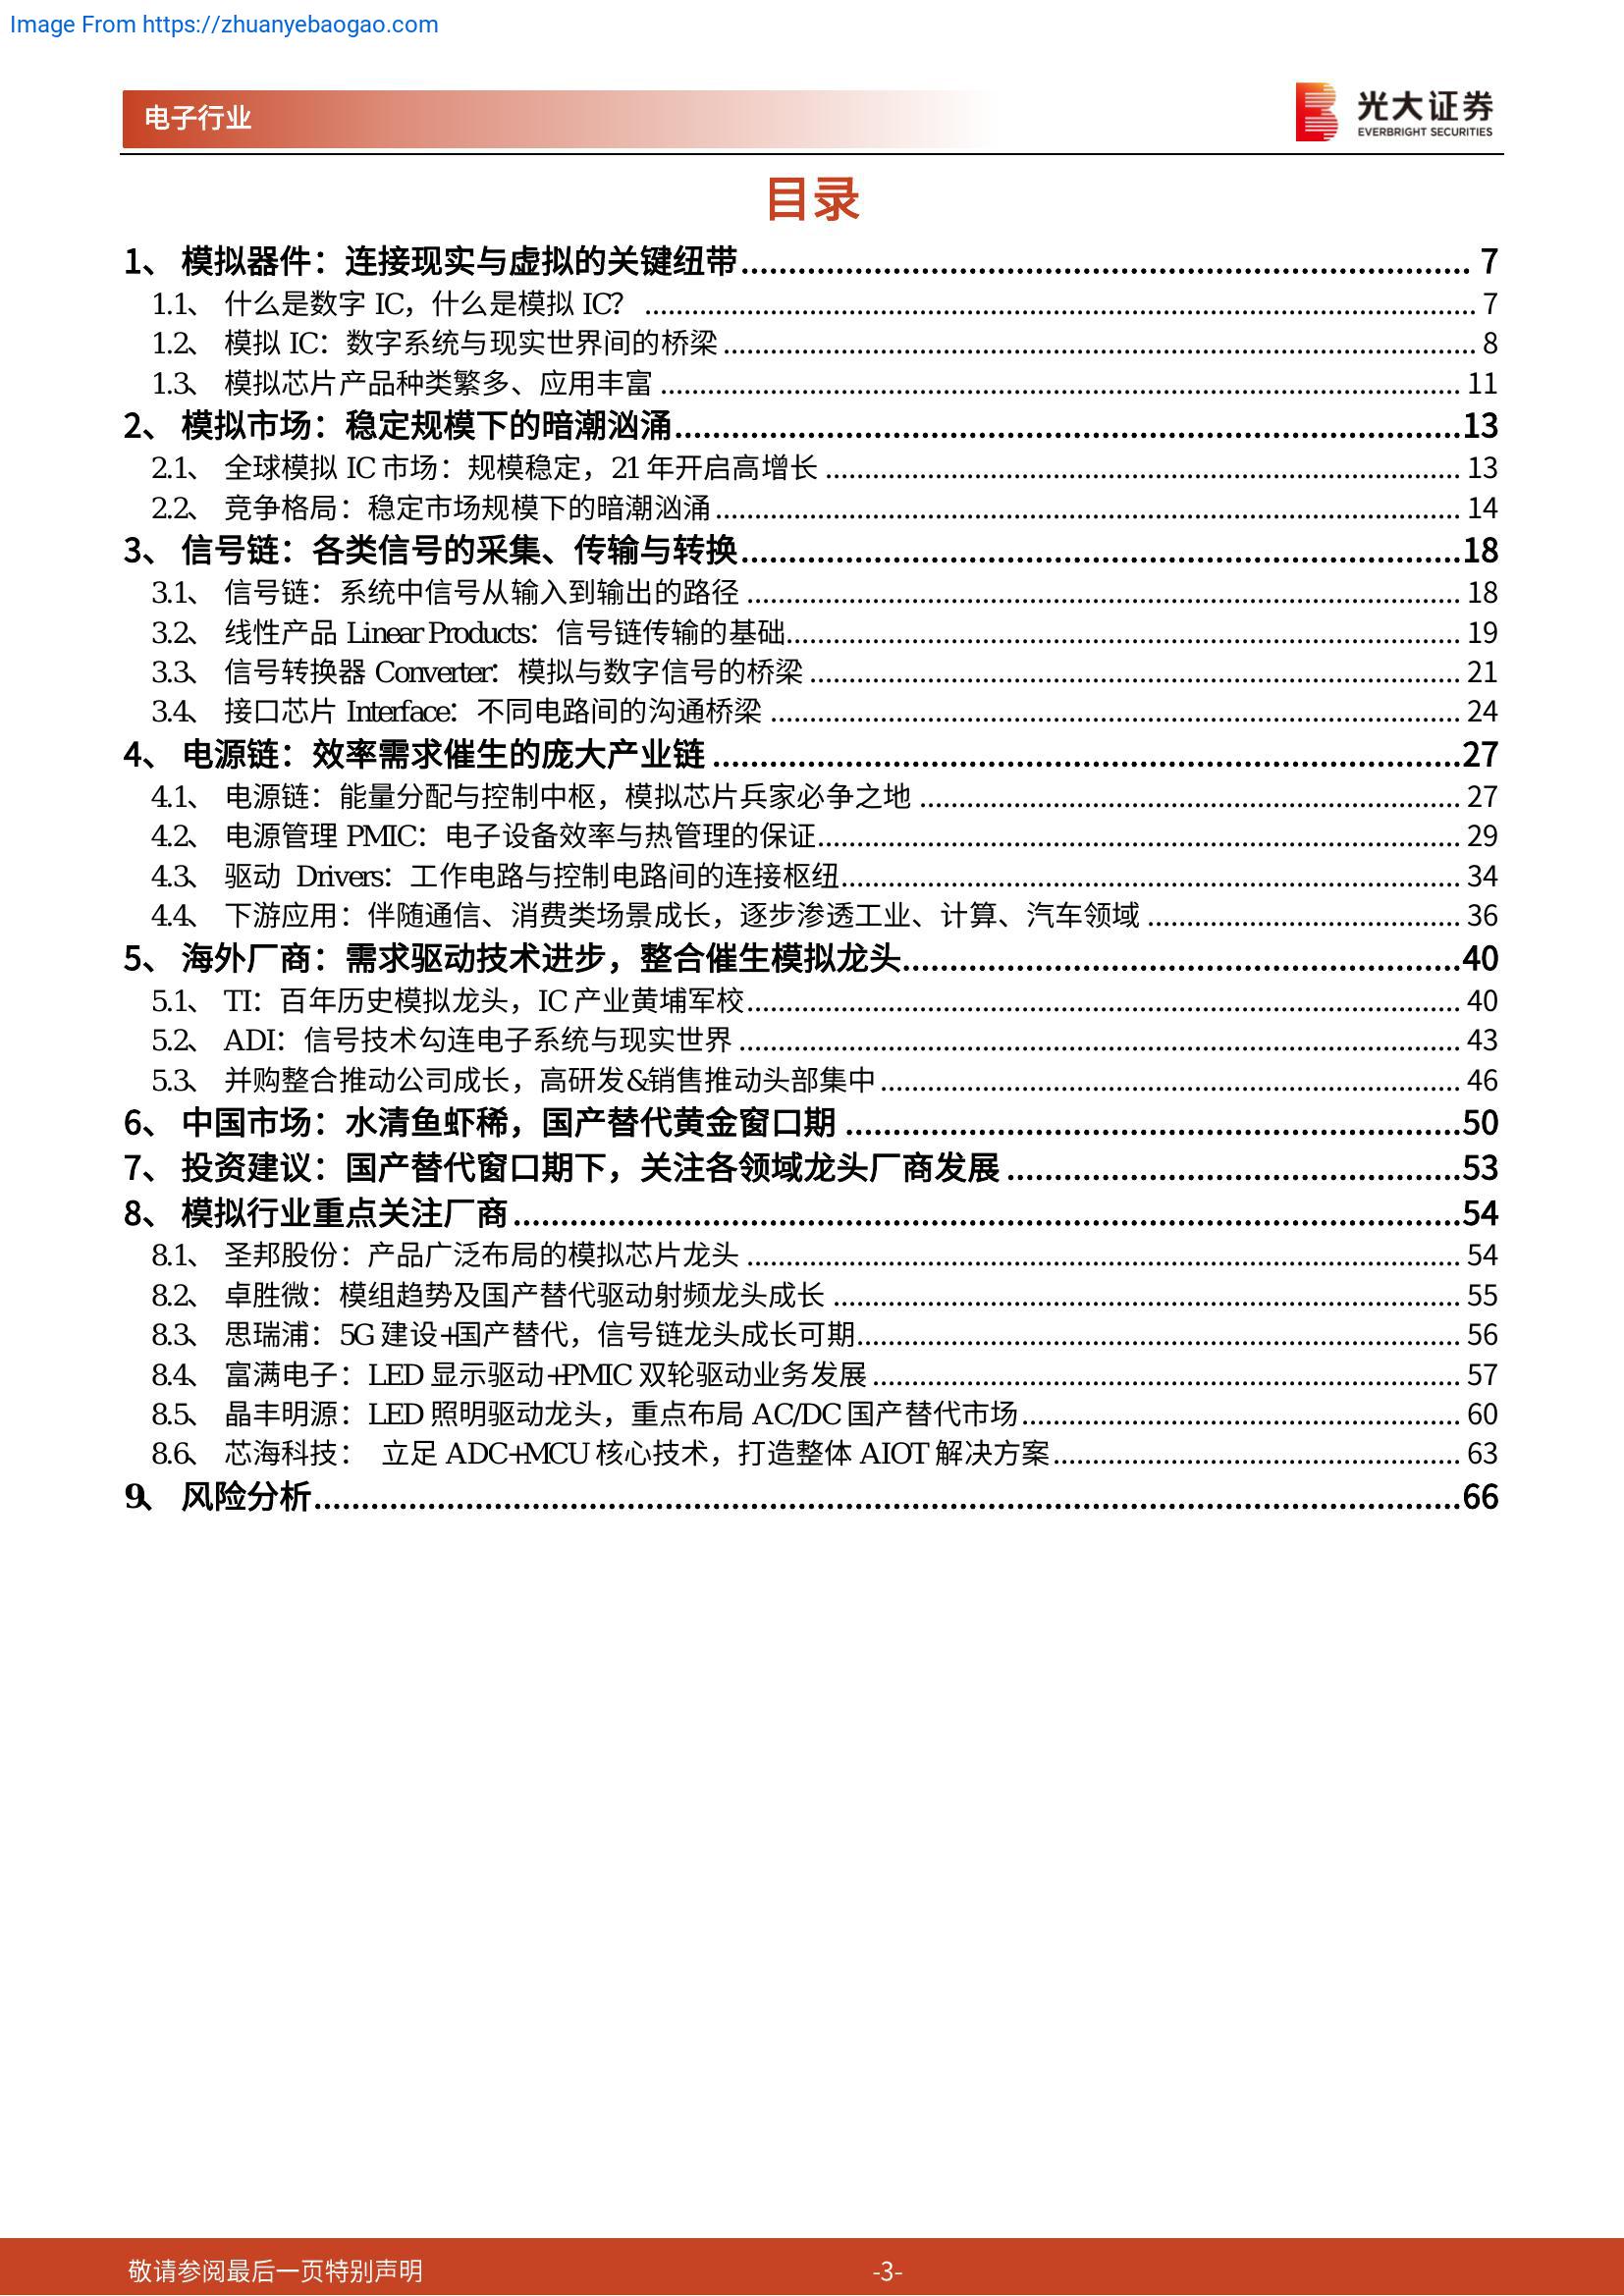 Image From https://zhuanyebaogao.com
电子行业
光大证券
EVERBRIGHT SECURITIES
目录
1、 模拟器件：连接现实与虚拟的关键纽带 7
1.1、 什么是数字 IC，什么是模拟 IC？ 7
1.2、 模拟 IC：数字系统与现实世界间的桥梁 8
1.3、 模拟芯片产品种类繁多、应用丰富 11
2、 模拟市场：稳定规模下的暗潮汹涌 13
2.1、 全球模拟 IC 市场：规模稳定，21 年开启高增长 13
2.2、 竞争格局：稳定市场规模下的暗潮汹涌 14
3、 信号链：各类信号的采集、传输与转换 18
3.1、 信号链：系统中信号从输入到输出的路径 18
3.2、 线性产品 Linear Products：信号链传输的基础 19
3.3、 信号转换器 Converter：模拟与数字信号的桥梁 21
3.4、 接口芯片 Interface：不同电路间的沟通桥梁 24
4、 电源链：效率需求催生的庞大产业链 27
4.1、 电源链：能量分配与控制中枢，模拟芯片兵家必争之地 27
4.2、 电源管理 PMIC：电子设备效率与热管理的保证 29
4.3、 驱动 Drivers：工作电路与控制电路间的连接枢纽 34
4.4、 下游应用：伴随通信、消费类场景成长，逐步渗透工业、计算、汽车领域 36
5、 海外厂商：需求驱动技术进步，整合催生模拟龙头 40
5.1、 TI：百年历史模拟龙头，IC 产业黄埔军校 40
5.2、 ADI：信号技术勾连电子系统与现实世界 43
5.3、 并购整合推动公司成长，高研发&销售推动头部集中 46
6、 中国市场：水清鱼虾稀，国产替代黄金窗口期 50
7、 投资建议：国产替代窗口期下，关注各领域龙头厂商发展 53
8、 模拟行业重点关注厂商 54
8.1、 圣邦股份：产品广泛布局的模拟芯片龙头 54
8.2、 卓胜微：模组趋势及国产替代驱动射频龙头成长 55
8.3、 思瑞浦：5G 建设+国产替代，信号链龙头成长可期 56
8.4、 富满电子：LED 显示驱动+PMIC 双轮驱动业务发展 57
8.5、 晶丰明源：LED 照明驱动龙头，重点布局 AC/DC 国产替代市场 60
8.6、 芯海科技： 立足 ADC+MCU 核心技术，打造整体 AIOT 解决方案 63
9、 风险分析 66
敬请参阅最后一页特别声明
-3-